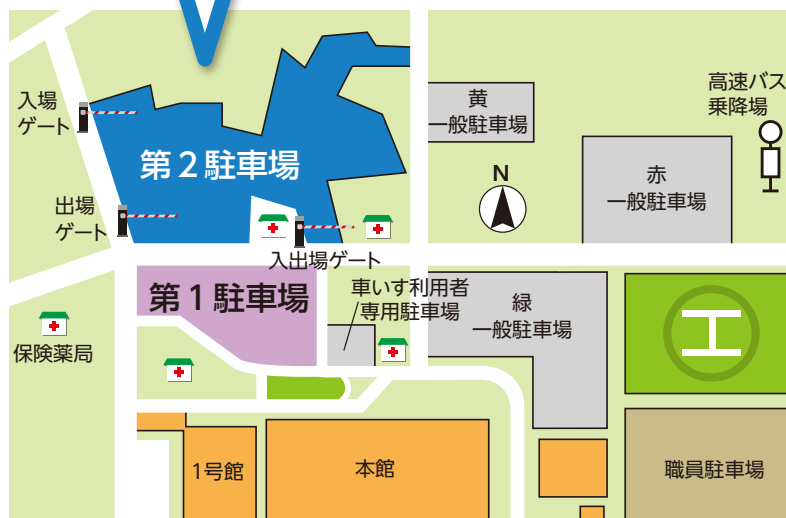 入場
ゲート
黄
一般駐車場
高速バス
乗降場
第2駐車場
N
赤
一般駐車場
出場
ゲート
入出場ゲート
第1駐車場
車いす利用者
専用駐車場
緑
一般駐車場
保険薬局
1号館
本館
職員駐車場